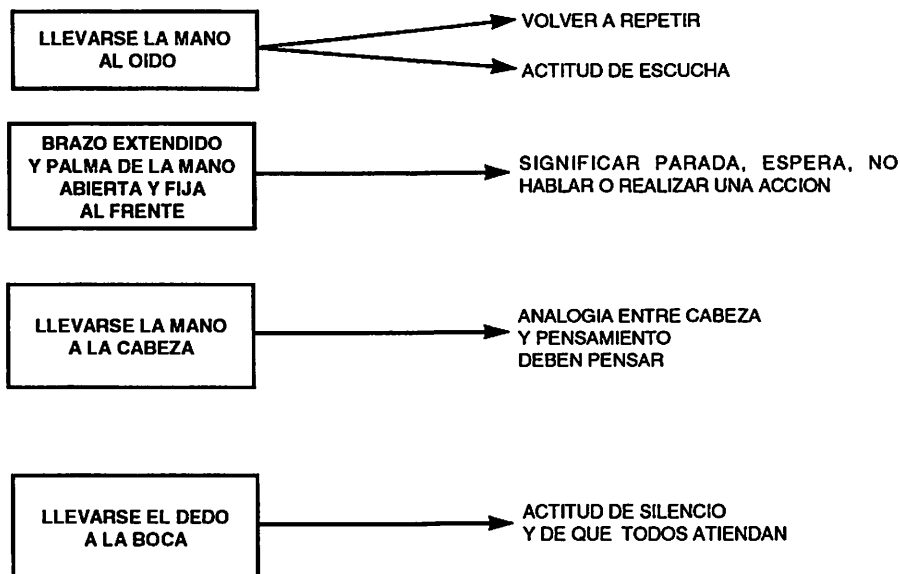 LLEVARSE LA MANO
AL OIDO
VOLVER A REPETIR
ACTITUD DE ESCUCHA
BRAZO EXTENDIDO
Y PALMA DE LA MANO
ABIERTA Y FIJA
AL FRENTE
SIGNIFICAR PARADA, ESPERA, NO
HABLAR O REALIZAR UNA ACCION
LLEVARSE LA MANO
A LA CABEZA
ANALOGIA ENTRE CABEZA
Y PENSAMIENTO
DEBEN PENSAR
LLEVARSE EL DEDO
A LA BOCA
ACTITUD DE SILENCIO
Y DE QUE TODOS ATIENDAN